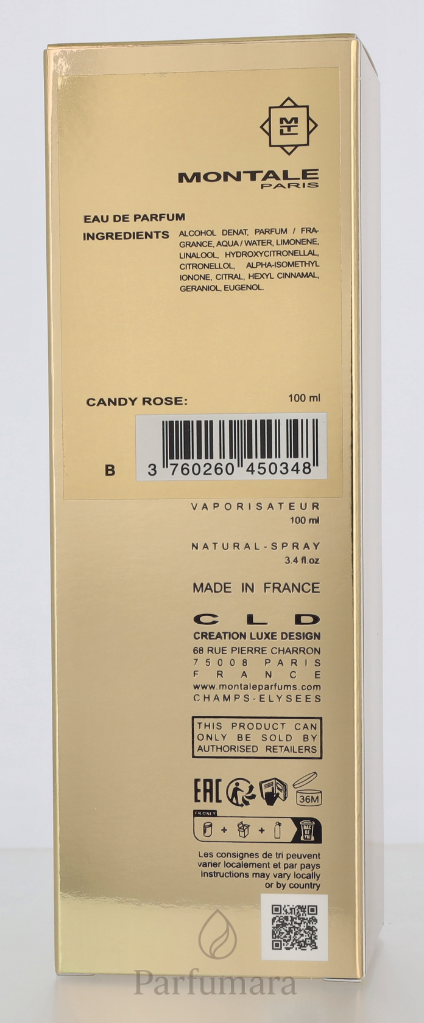 MTL
MONTALE
PARIS
EAU DE PARFUM
INGREDIENTS ALCOHOL DENAT, PARFUM / FRA-
GRANCE, AQUA / WATER, LIMONENE,
LINALOOL, HYDROXYCITRONELLAL,
CITRONELLOL, ALPHA-ISOMETHYL
IONONE, CITRAL, HEXYL CINNAMAL,
GERANIOL, EUGENOL.
CANDY ROSE: 100 ml
B 3 760260 450348
VAPORISATEUR
100 ml
NATURAL-SPRAY
3.4 fl.oz
MADE IN FRANCE
CLD
CREATION LUXE DESIGN
68 RUE PIERRE CHARRON
75008 PARIS
FRANCE
www.montaleparfums.com
CHAMPS-ELYSEES
THIS PRODUCT CAN
ONLY BE SOLD BY
AUTHORISED RETAILERS
EAC 36M
FR ONLY
+ +
Les consignes de tri peuvent
varier localement et par pays
Instructions may vary locally
or by country
Parfumara